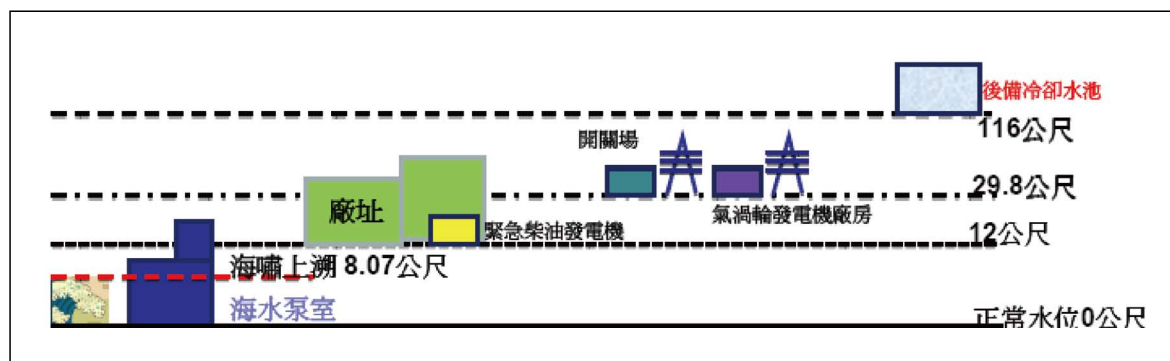 後備冷卻水池
116公尺
開關場
29.8公尺
廠址
氣渦輪發電機廠房
緊急柴油發電機
12公尺
海嘯上溯 8.07公尺
海水泵室
正常水位0公尺